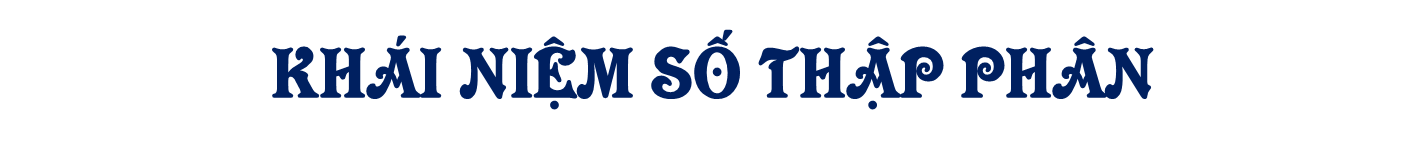 KHÁI NIỆM SỐ THẬP PHÂN